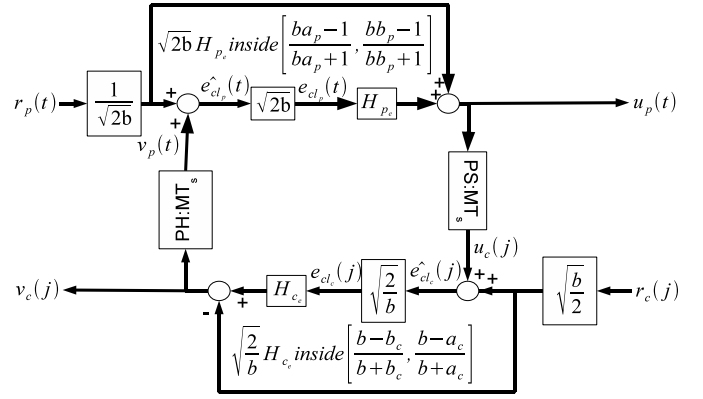 √2b H_{p_e} inside [ba_p−1/ba_p+1, bb_p−1/bb_p+1]
r_p(t)
1/√2b
+
+
ê_{cl_p}(t)
√2b
e_{cl_p}(t)
H_{p_e}
+
+
u_p(t)
v_p(t)
PH:MT_s
PS:MT_s
u_c(j)
v_c(j)
-
+
H_{c_e}
e_{cl_c}(j)
√2/b
ê_{cl_c}(j)
+
+
√b/2
r_c(j)
√2/b H_{c_e} inside [b−b_c/b+b_c, b−a_c/b+a_c]